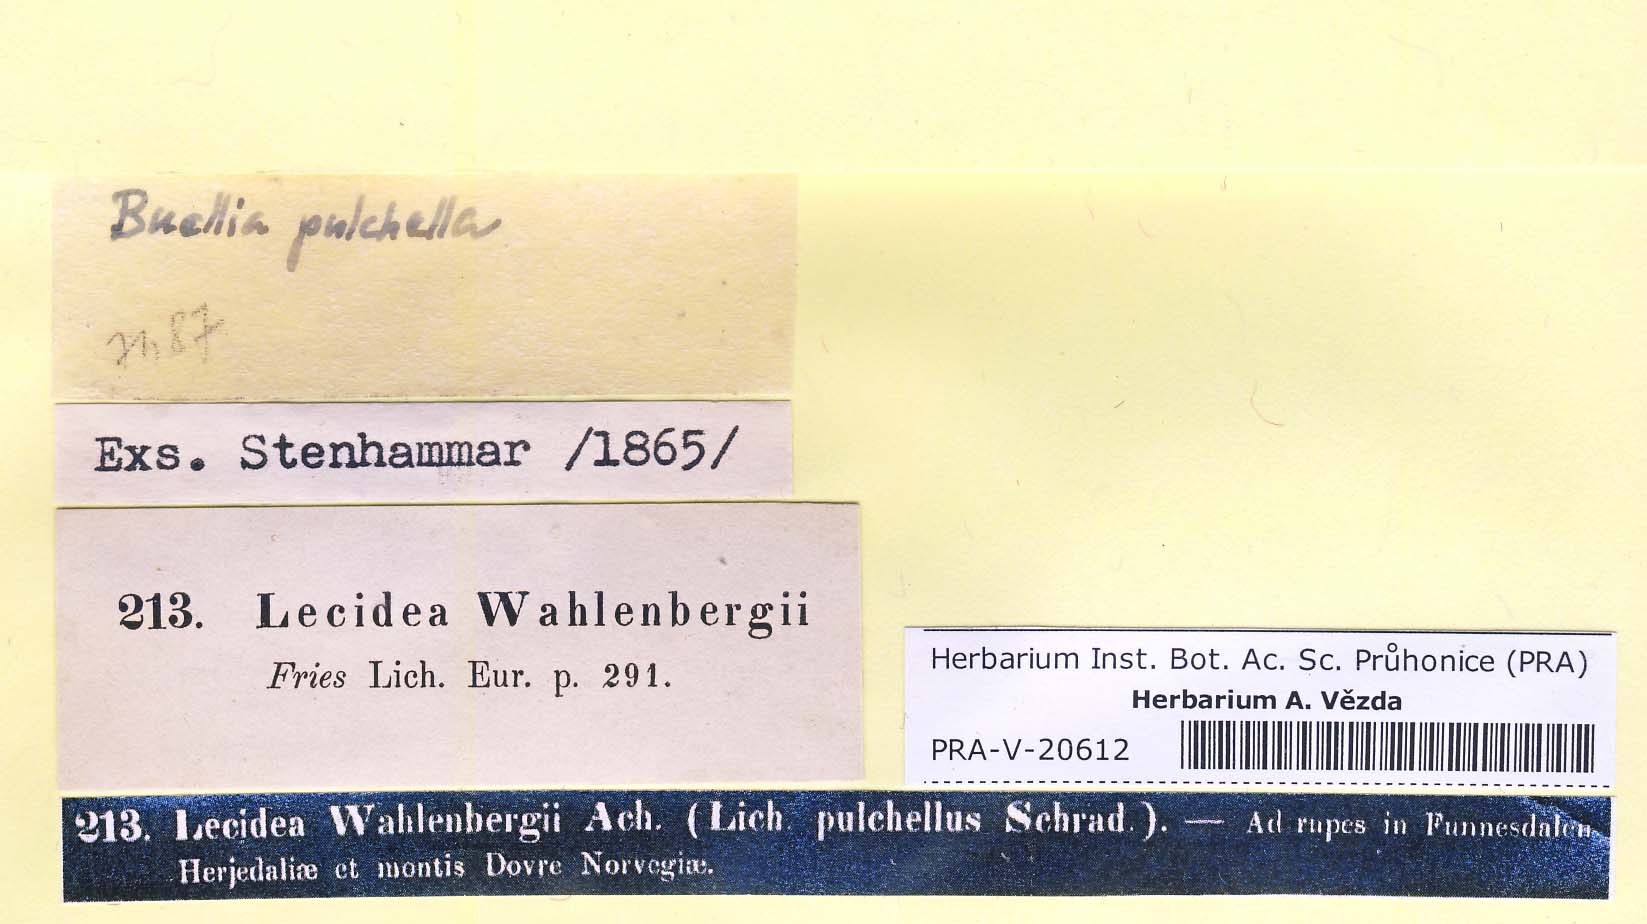 Buellia pulchella
87
Exs. Stenhammar /1865/
213. Lecidea Wahlenbergii
Fries Lich. Eur. p. 291.
Herbarium Inst. Bot. Ac. Sc. Průhonice (PRA)
Herbarium A. Vězda
PRA-V-20612
213. Lecidea Wahlenbergii Ach. (Lich. pulchellus Schrad.). — Ad rupes in Funnesdalen
Herjedaliæ et montis Dovre Norvegiæ.